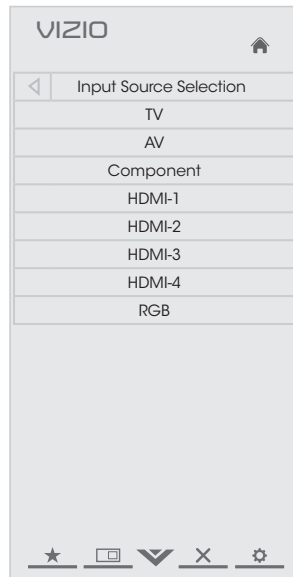 VIZIO
Input Source Selection
TV
AV
Component
HDMI-1
HDMI-2
HDMI-3
HDMI-4
RGB